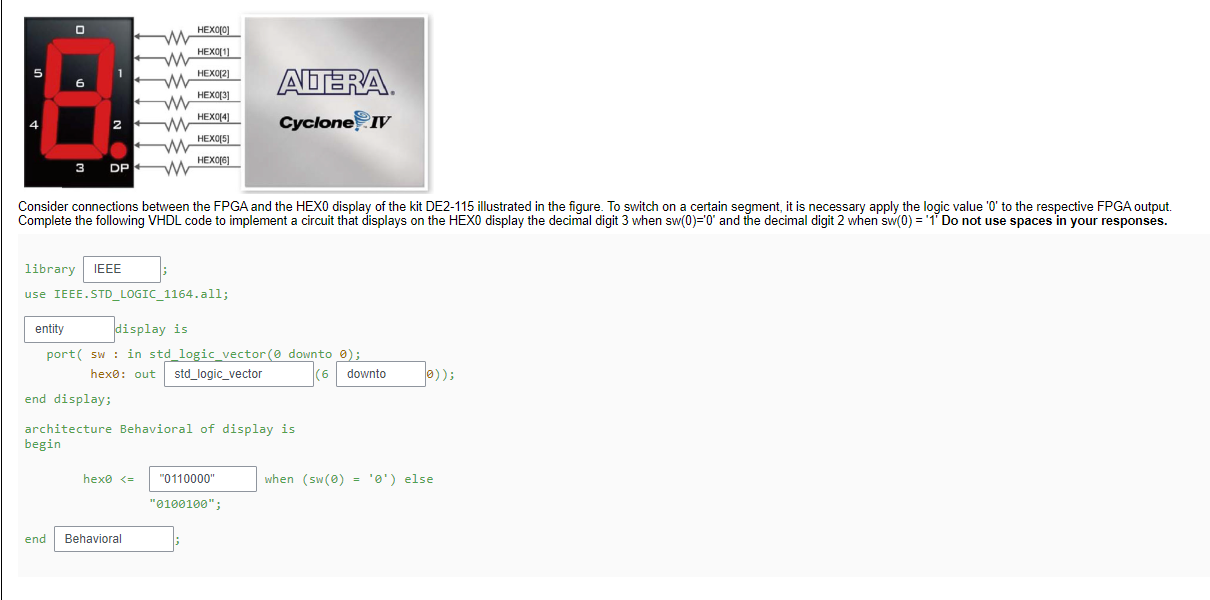 0
HEX0[0]
HEX0[1]
5
1
6
HEX0[2]
HEX0[3]
4
2
HEX0[4]
HEX0[5]
3
DP
HEX0[6]
ALTERA.
Cyclone IV
Consider connections between the FPGA and the HEX0 display of the kit DE2-115 illustrated in the figure. To switch on a certain segment, it is necessary apply the logic value '0' to the respective FPGA output.
Complete the following VHDL code to implement a circuit that displays on the HEX0 display the decimal digit 3 when sw(0)='0' and the decimal digit 2 when sw(0) = '1' Do not use spaces in your responses.
library IEEE ;
use IEEE.STD_LOGIC_1164.all;
entity display is
port( sw : in std_logic_vector(0 downto 0);
hex0: out std_logic_vector (6 downto 0));
end display;
architecture Behavioral of display is
begin
hex0 <= "0110000" when (sw(0) = '0') else
"0100100";
end Behavioral ;